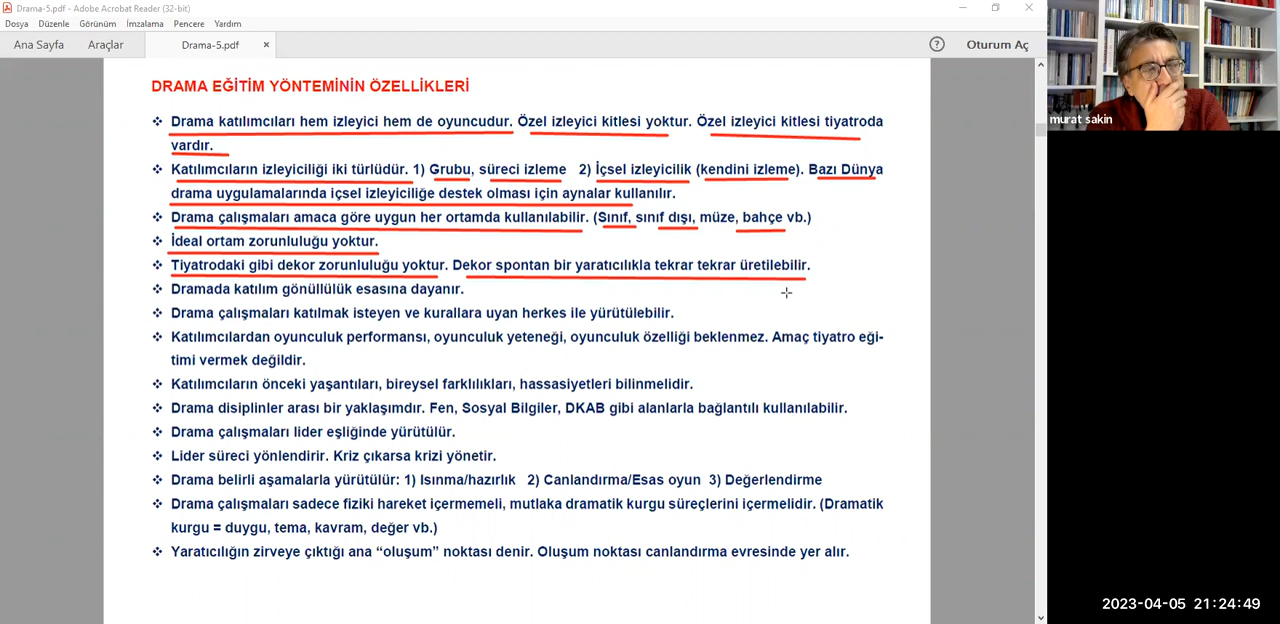 Drama-5.pdf - Adobe Acrobat Reader (32-bit)
Dosya Düzenle Görünüm İmzalama Pencere Yardım
Ana Sayfa Araçlar Drama-5.pdf × ? Oturum Aç
DRAMA EĞİTİM YÖNTEMİNİN ÖZELLİKLERİ
❖ Drama katılımcıları hem izleyici hem de oyuncudur. Özel izleyici kitlesi yoktur. Özel izleyici kitlesi tiyatroda
vardır.
❖ Katılımcıların izleyiciliği iki türlüdür. 1) Grubu, süreci izleme 2) İçsel izleyicilik (kendini izleme). Bazı Dünya
drama uygulamalarında içsel izleyiciliğe destek olması için aynalar kullanılır.
❖ Drama çalışmaları amaca göre uygun her ortamda kullanılabilir. (Sınıf, sınıf dışı, müze, bahçe vb.)
❖ İdeal ortam zorunluluğu yoktur.
❖ Tiyatrodaki gibi dekor zorunluluğu yoktur. Dekor spontan bir yaratıcılıkla tekrar tekrar üretilebilir.
❖ Dramada katılım gönüllülük esasına dayanır.
❖ Drama çalışmaları katılmak isteyen ve kurallara uyan herkes ile yürütülebilir.
❖ Katılımcılardan oyunculuk performansı, oyunculuk yeteneği, oyunculuk özelliği beklenmez. Amaç tiyatro eği-
timi vermek değildir.
❖ Katılımcıların önceki yaşantıları, bireysel farklılıkları, hassasiyetleri bilinmelidir.
❖ Drama disiplinler arası bir yaklaşımdır. Fen, Sosyal Bilgiler, DKAB gibi alanlarla bağlantılı kullanılabilir.
❖ Drama çalışmaları lider eşliğinde yürütülür.
❖ Lider süreci yönlendirir. Kriz çıkarsa krizi yönetir.
❖ Drama belirli aşamalarla yürütülür: 1) Isınma/hazırlık 2) Canlandırma/Esas oyun 3) Değerlendirme
❖ Drama çalışmaları sadece fiziki hareket içermemeli, mutlaka dramatik kurgu süreçlerini içermelidir. (Dramatik
kurgu = duygu, tema, kavram, değer vb.)
❖ Yaratıcılığın zirveye çıktığı ana “oluşum” noktası denir. Oluşum noktası canlandırma evresinde yer alır.
murat sakin
2023-04-05 21:24:49